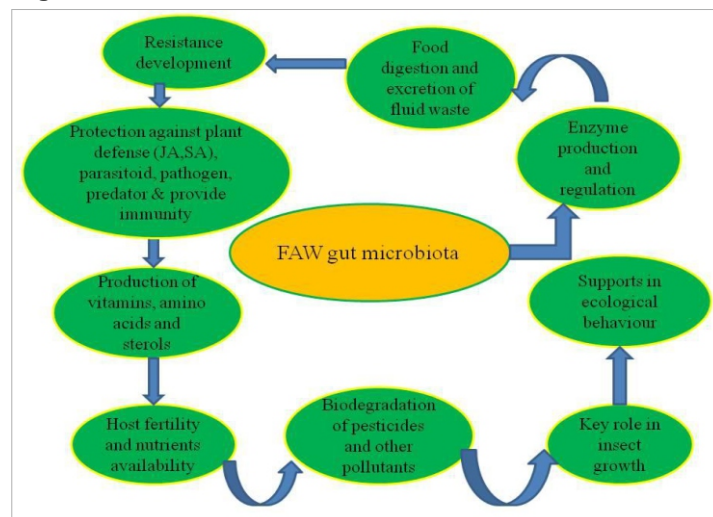 Resistance
development
Food
digestion and
excretion of
fluid waste
Enzyme
production
and
regulation
Protection against plant
defense (JA,SA),
parasitoid, pathogen,
predator & provide
immunity
FAW gut microbiota
Production of
vitamins, amino
acids and
sterols
Supports in
ecological
behaviour
Host fertility
and nutrients
availability
Biodegradation
of pesticides
and other
pollutants
Key role in
insect
growth